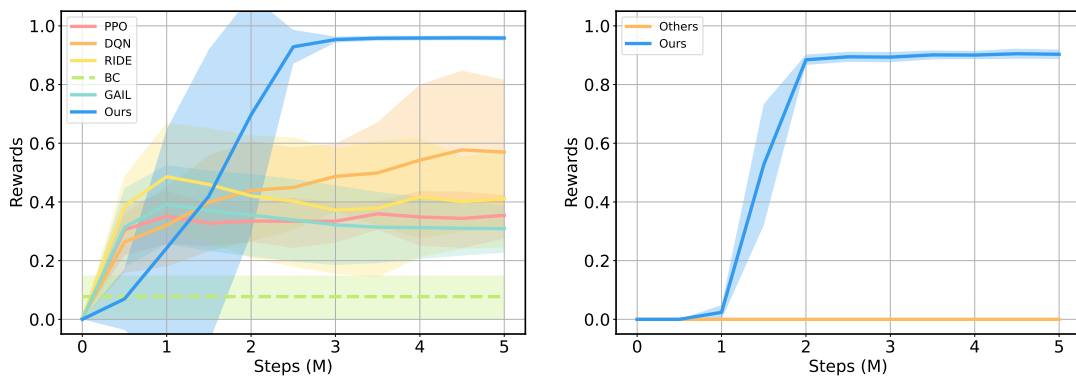 1.0
0.8
0.6
0.4
0.2
0.0
Rewards
PPO
DQN
RIDE
BC
GAIL
Ours
0 1 2 3 4 5
Steps (M)
1.0
0.8
0.6
0.4
0.2
0.0
Rewards
Others
Ours
0 1 2 3 4 5
Steps (M)